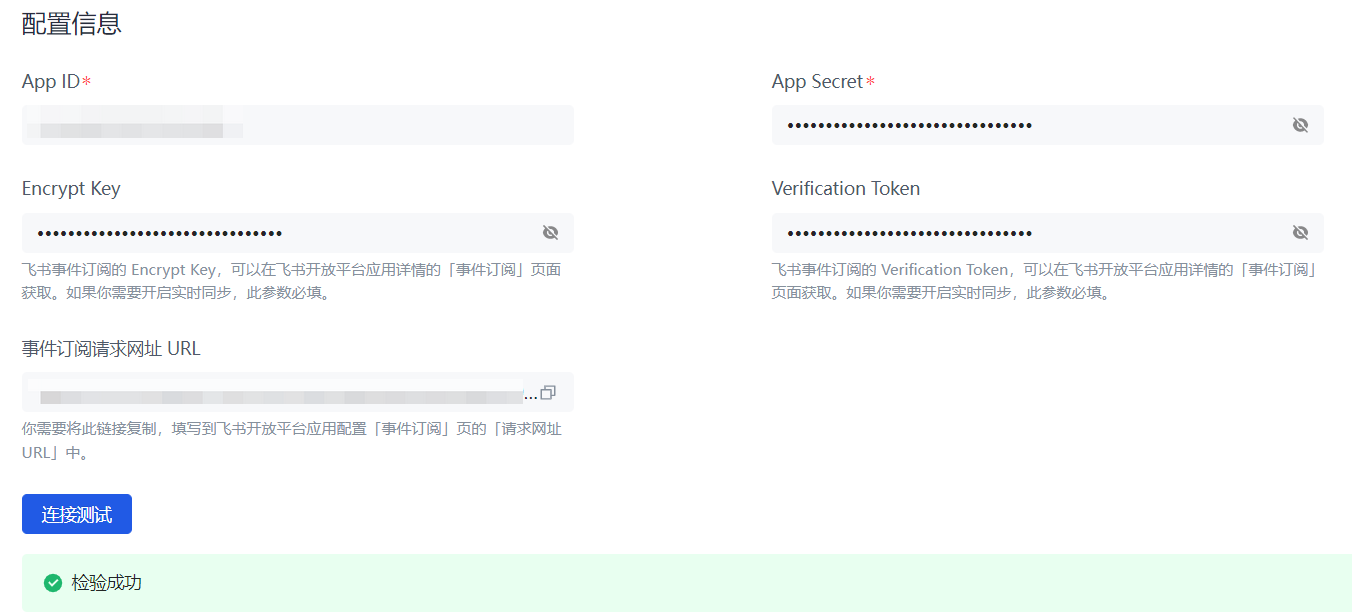 配置信息
App ID*
App Secret*
••••••••••••••••••••••••••••••••
Encrypt Key
Verification Token
••••••••••••••••••••••••••••••••
••••••••••••••••••••••••••••••••
飞书事件订阅的 Encrypt Key，可以在飞书开放平台应用详情的「事件订阅」页面
获取。如果你需要开启实时同步，此参数必填。
飞书事件订阅的 Verification Token，可以在飞书开放平台应用详情的「事件订阅」
页面获取。如果你需要开启实时同步，此参数必填。
事件订阅请求网址 URL
...
你需要将此链接复制，填写到飞书开放平台应用配置「事件订阅」页的「请求网址
URL」中。
连接测试
检验成功